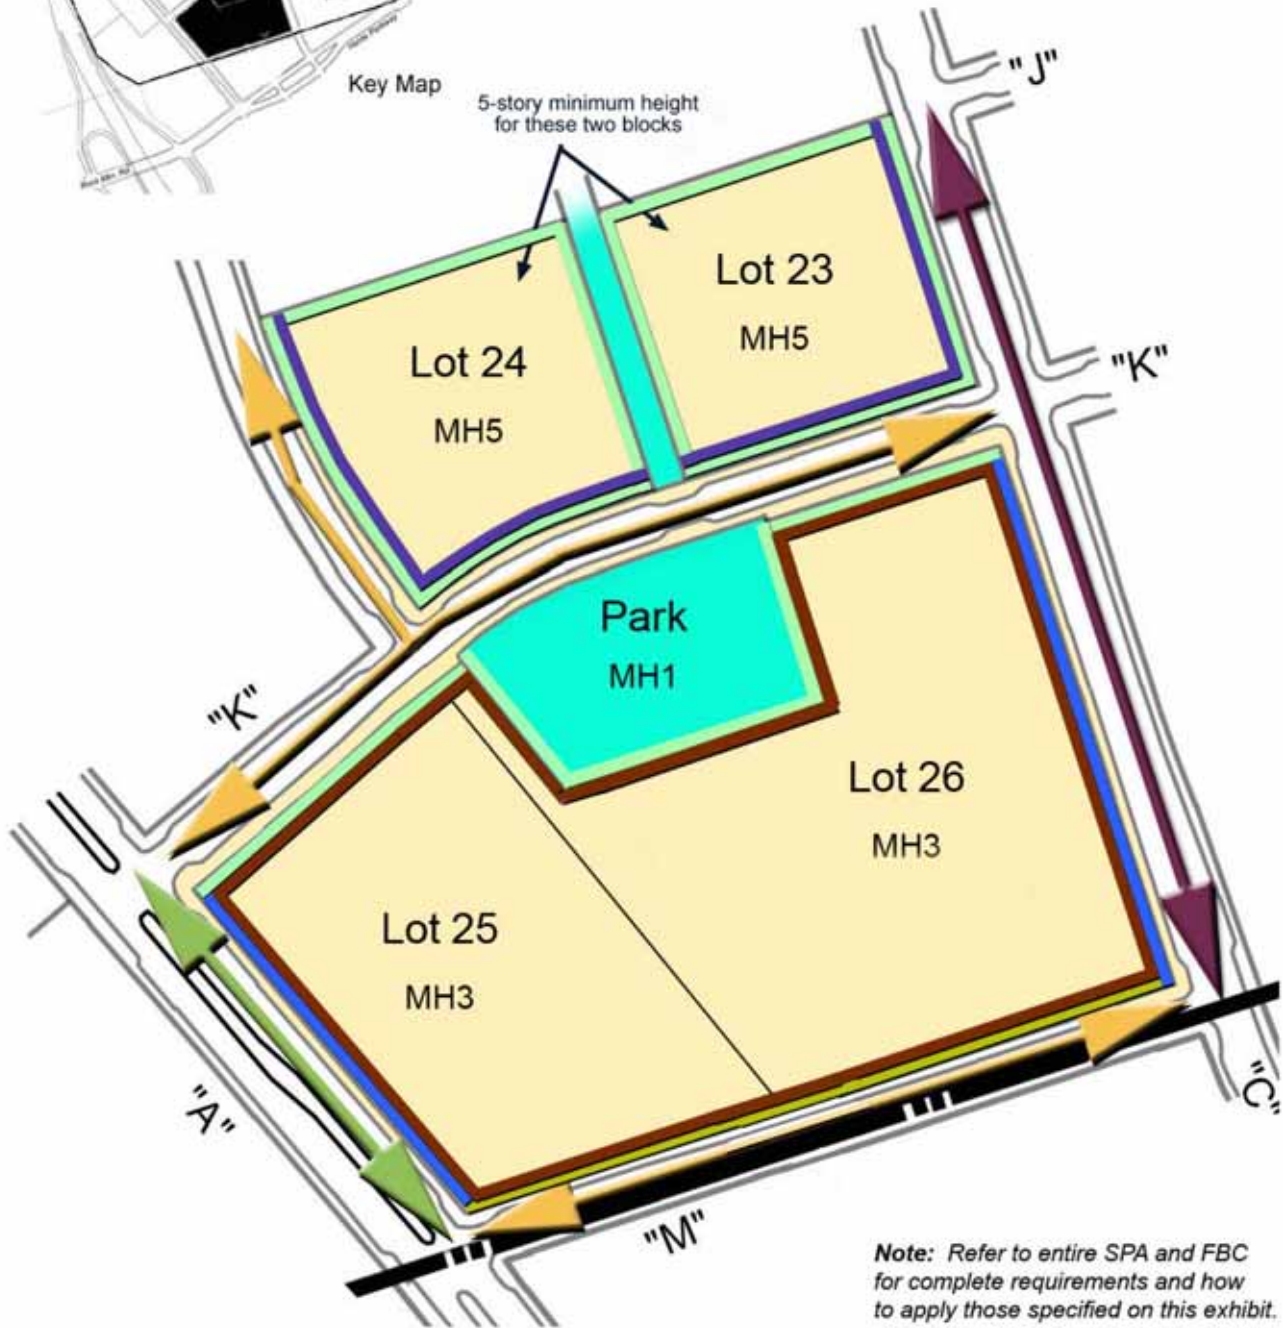 Key Map
5-story minimum height
for these two blocks
"J"
Lot 23
MH5
"K"
Lot 24
MH5
Park
MH1
"K"
Lot 26
MH3
Lot 25
MH3
"A"
"C"
"M"
Note: Refer to entire SPA and FBC
for complete requirements and how
to apply those specified on this exhibit.